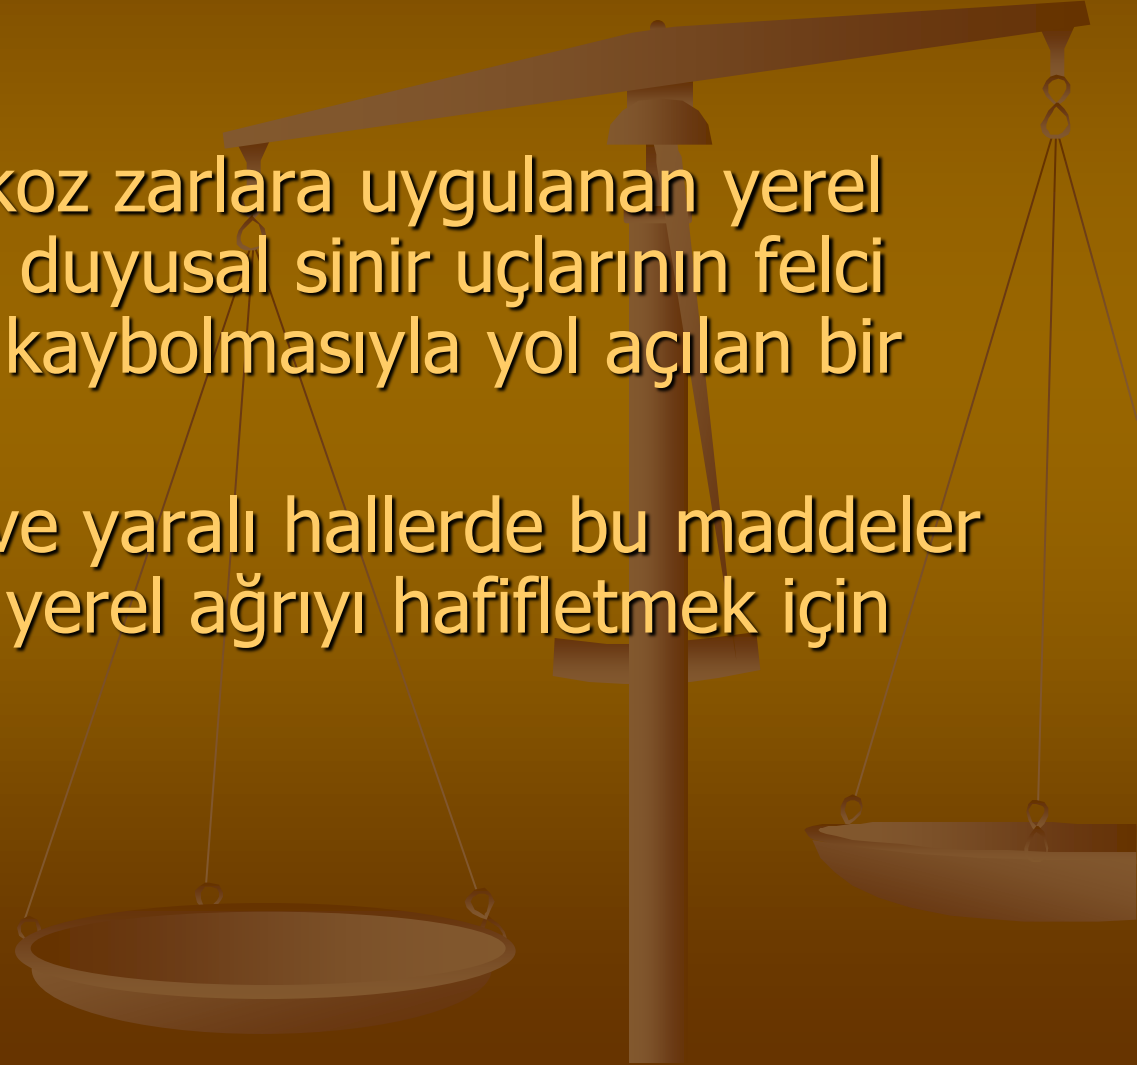 koz zarlara uygulanan yerel
duyusal sinir uçlarının felci
kaybolmasıyla yol açılan bir
ve yaralı hallerde bu maddeler
yerel ağrıyı hafifletmek için